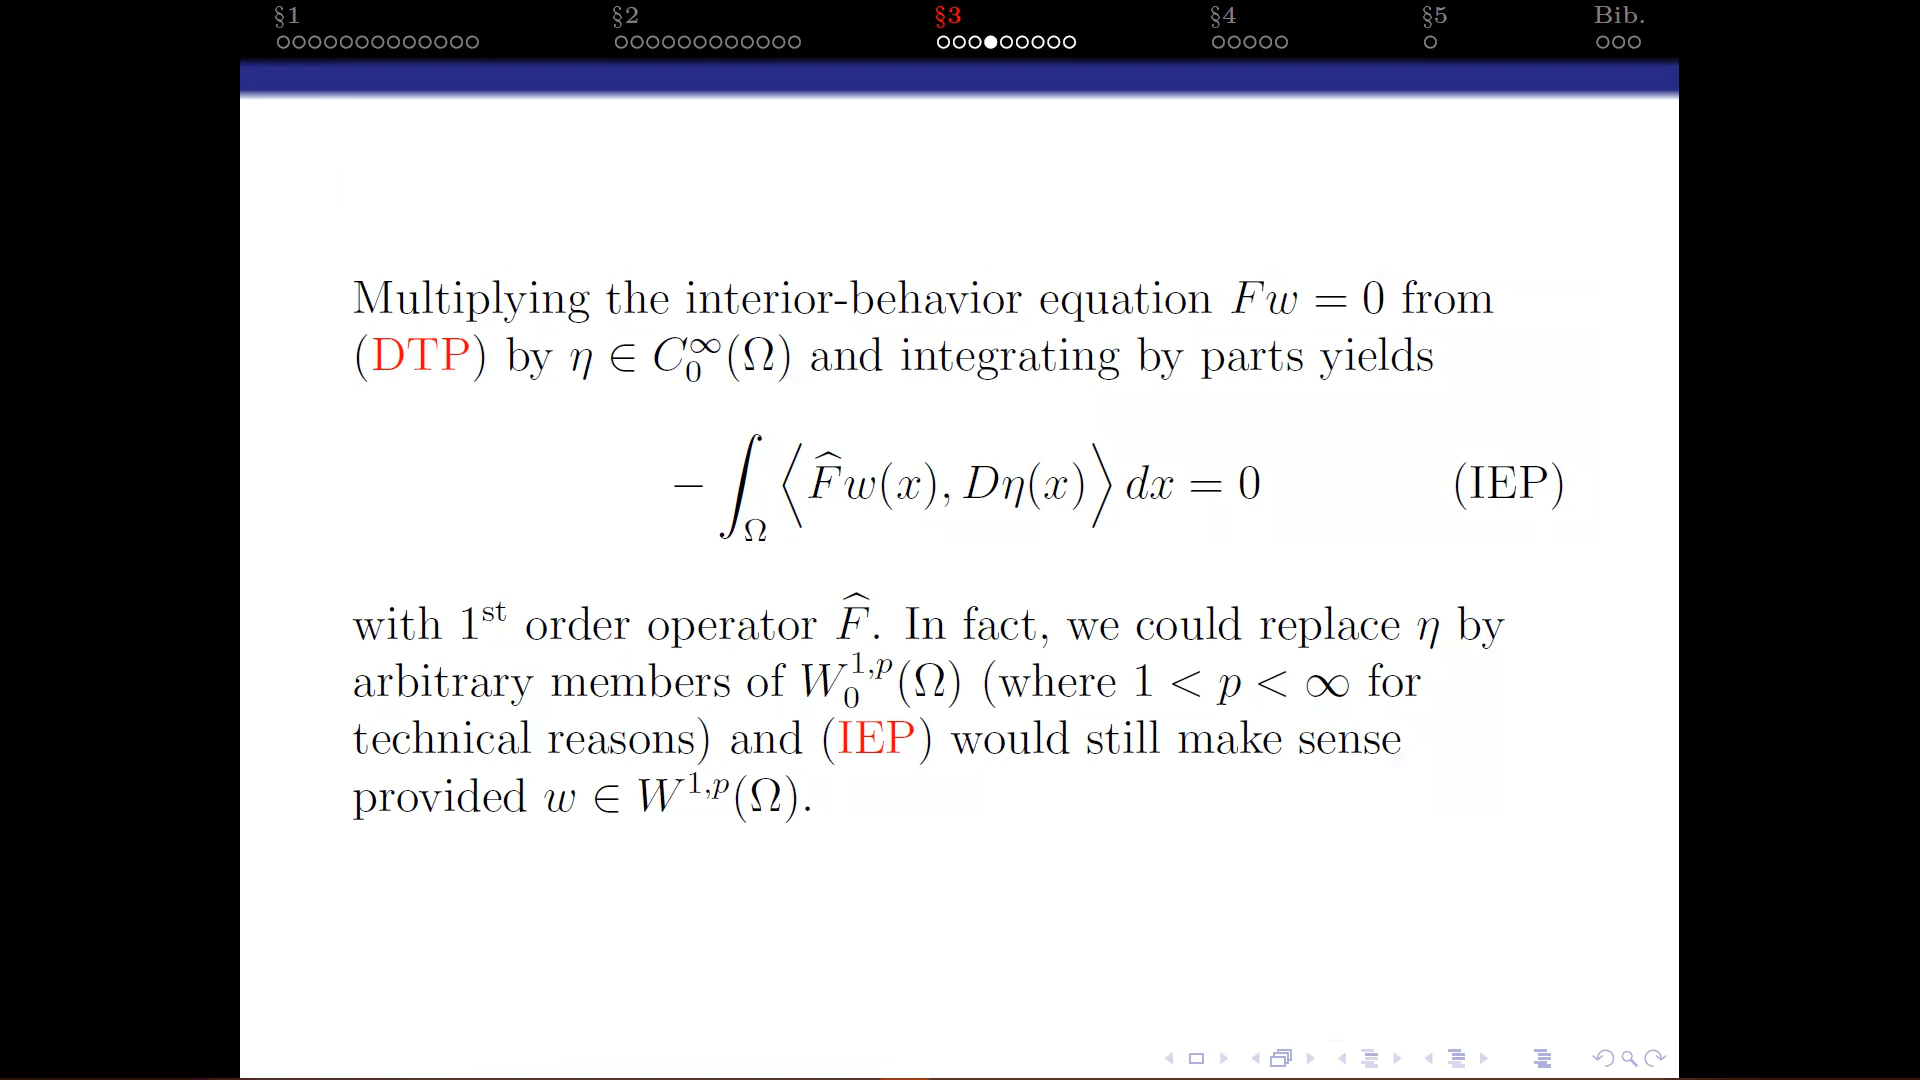 §1 §2 §3 §4 §5 Bib.
Multiplying the interior-behavior equation Fw = 0 from
(DTP) by η ∈ C₀^∞(Ω) and integrating by parts yields
− ∫_Ω ⟨F̂w(x), Dη(x)⟩ dx = 0 (IEP)
with 1ˢᵗ order operator F̂. In fact, we could replace η by
arbitrary members of W₀^{1,p}(Ω) (where 1 < p < ∞ for
technical reasons) and (IEP) would still make sense
provided w ∈ W^{1,p}(Ω).